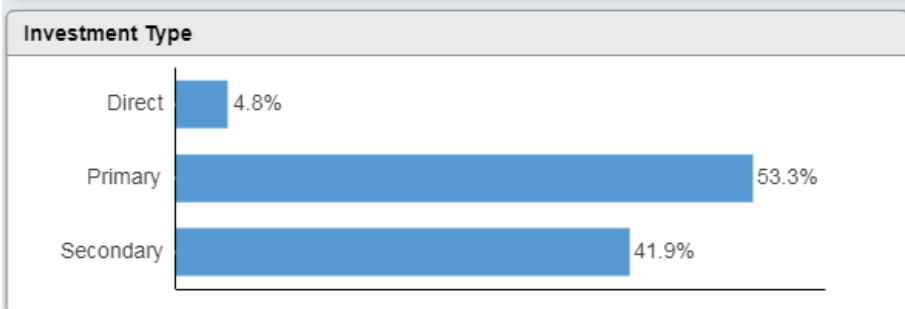 Investment Type
Direct 4.8%
Primary 53.3%
Secondary 41.9%